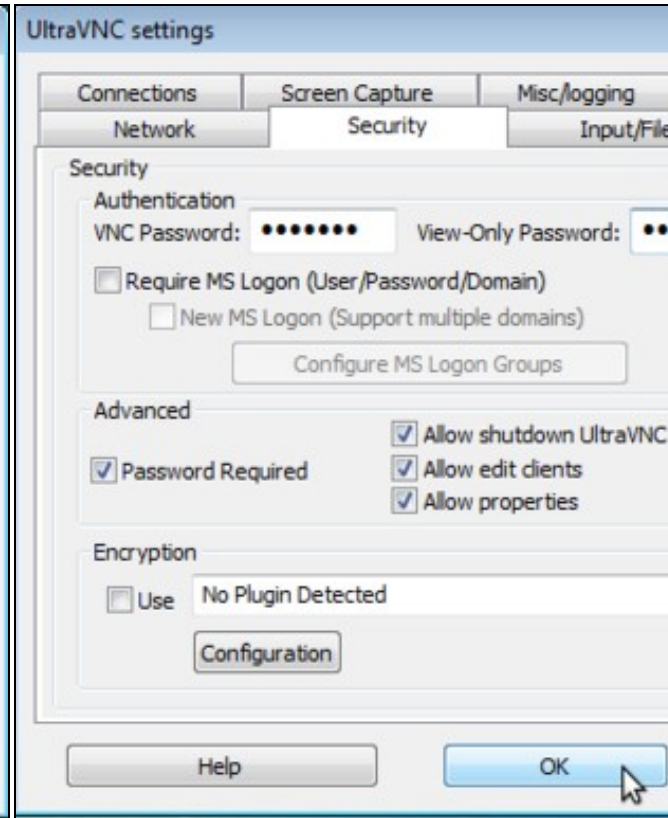 UltraVNC settings
Connections Screen Capture Misc/logging
Network Security Input/File
Security
Authentication
VNC Password: ••••••• View-Only Password: ••
Require MS Logon (User/Password/Domain)
New MS Logon (Support multiple domains)
Configure MS Logon Groups
Advanced
Allow shutdown UltraVNC
Password Required Allow edit clients
Allow properties
Encryption
Use No Plugin Detected
Configuration
Help OK